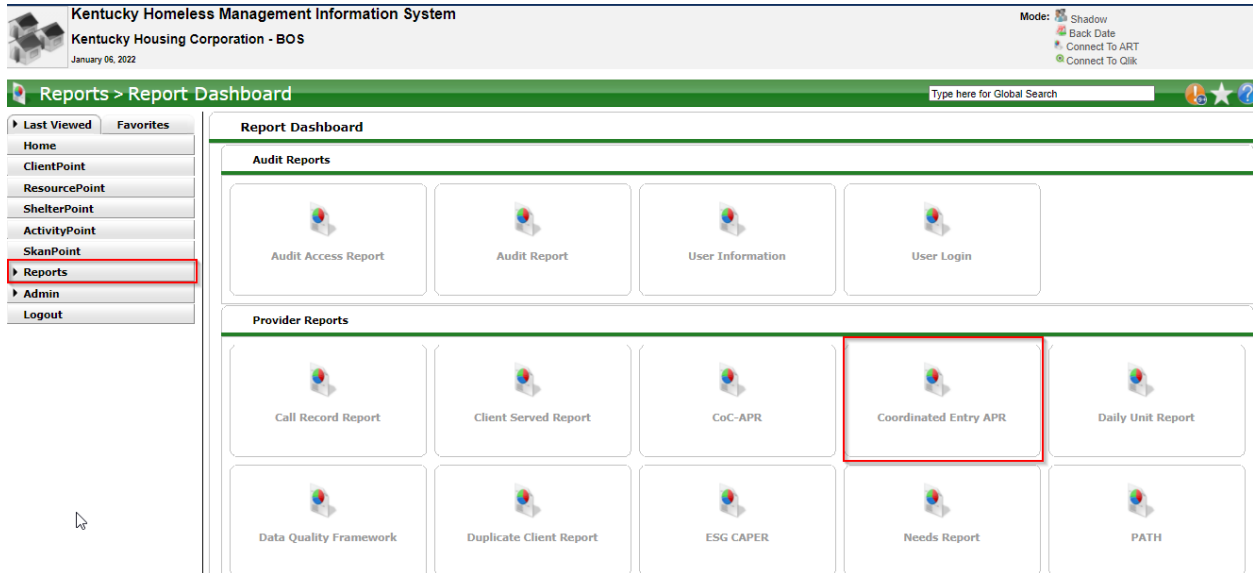 Kentucky Homeless Management Information System
Kentucky Housing Corporation - BOS
January 06, 2022
Mode: Shadow
Back Date
Connect To ART
Connect To Qlik
Reports > Report Dashboard
Type here for Global Search
Last Viewed Favorites
Home
ClientPoint
ResourcePoint
ShelterPoint
ActivityPoint
SkanPoint
Reports
Admin
Logout
Report Dashboard
Audit Reports
Audit Access Report Audit Report User Information User Login
Provider Reports
Call Record Report Client Served Report CoC-APR Coordinated Entry APR Daily Unit Report
Data Quality Framework Duplicate Client Report ESG CAPER Needs Report PATH